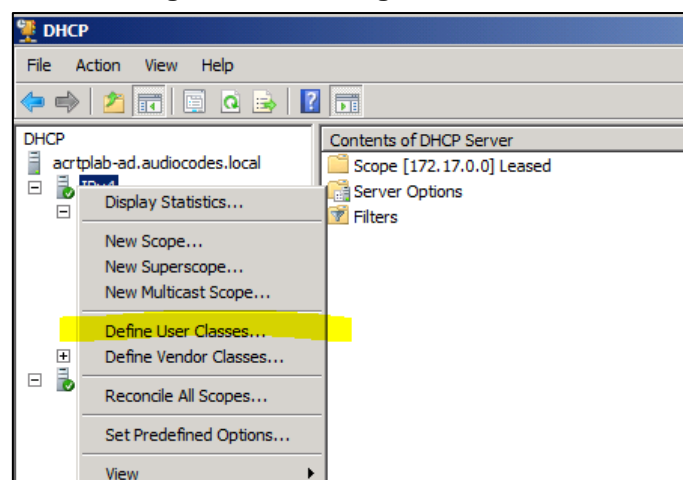 DHCP
File Action View Help
DHCP
acrtplab-ad.audiocodes.local
Display Statistics...
New Scope...
New Superscope...
New Multicast Scope...
Define User Classes...
Define Vendor Classes...
Reconcile All Scopes...
Set Predefined Options...
View
Contents of DHCP Server
Scope [172.17.0.0] Leased
Server Options
Filters